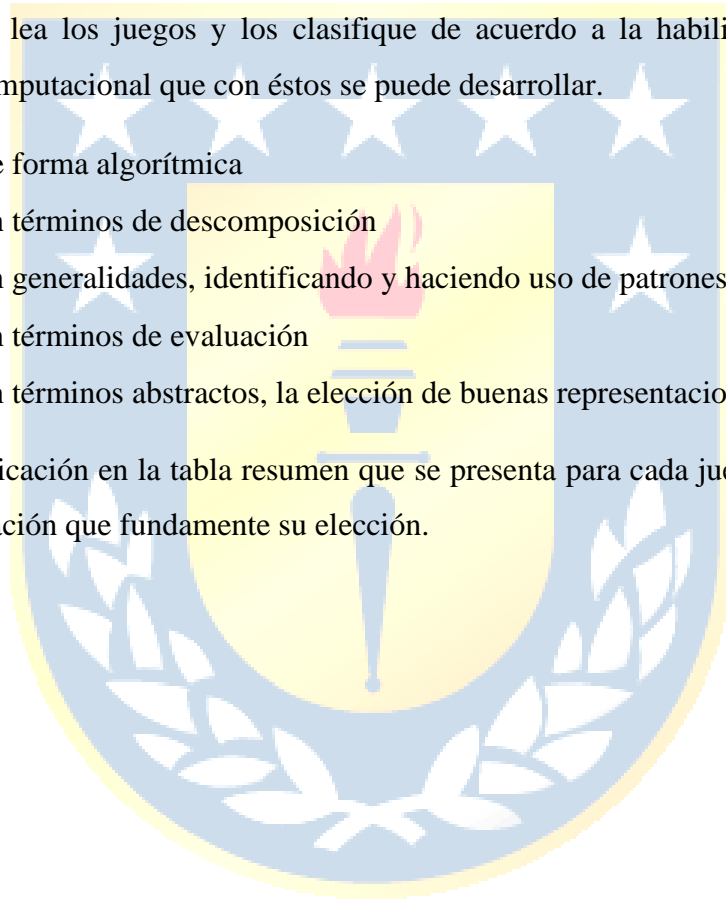 lea los juegos y los clasifique de acuerdo a la habili
mputacional que con éstos se puede desarrollar.
e forma algorítmica
n términos de descomposición
n generalidades, identificando y haciendo uso de patrones
n términos de evaluación
n términos abstractos, la elección de buenas representacio
icación en la tabla resumen que se presenta para cada jue
ación que fundamente su elección.